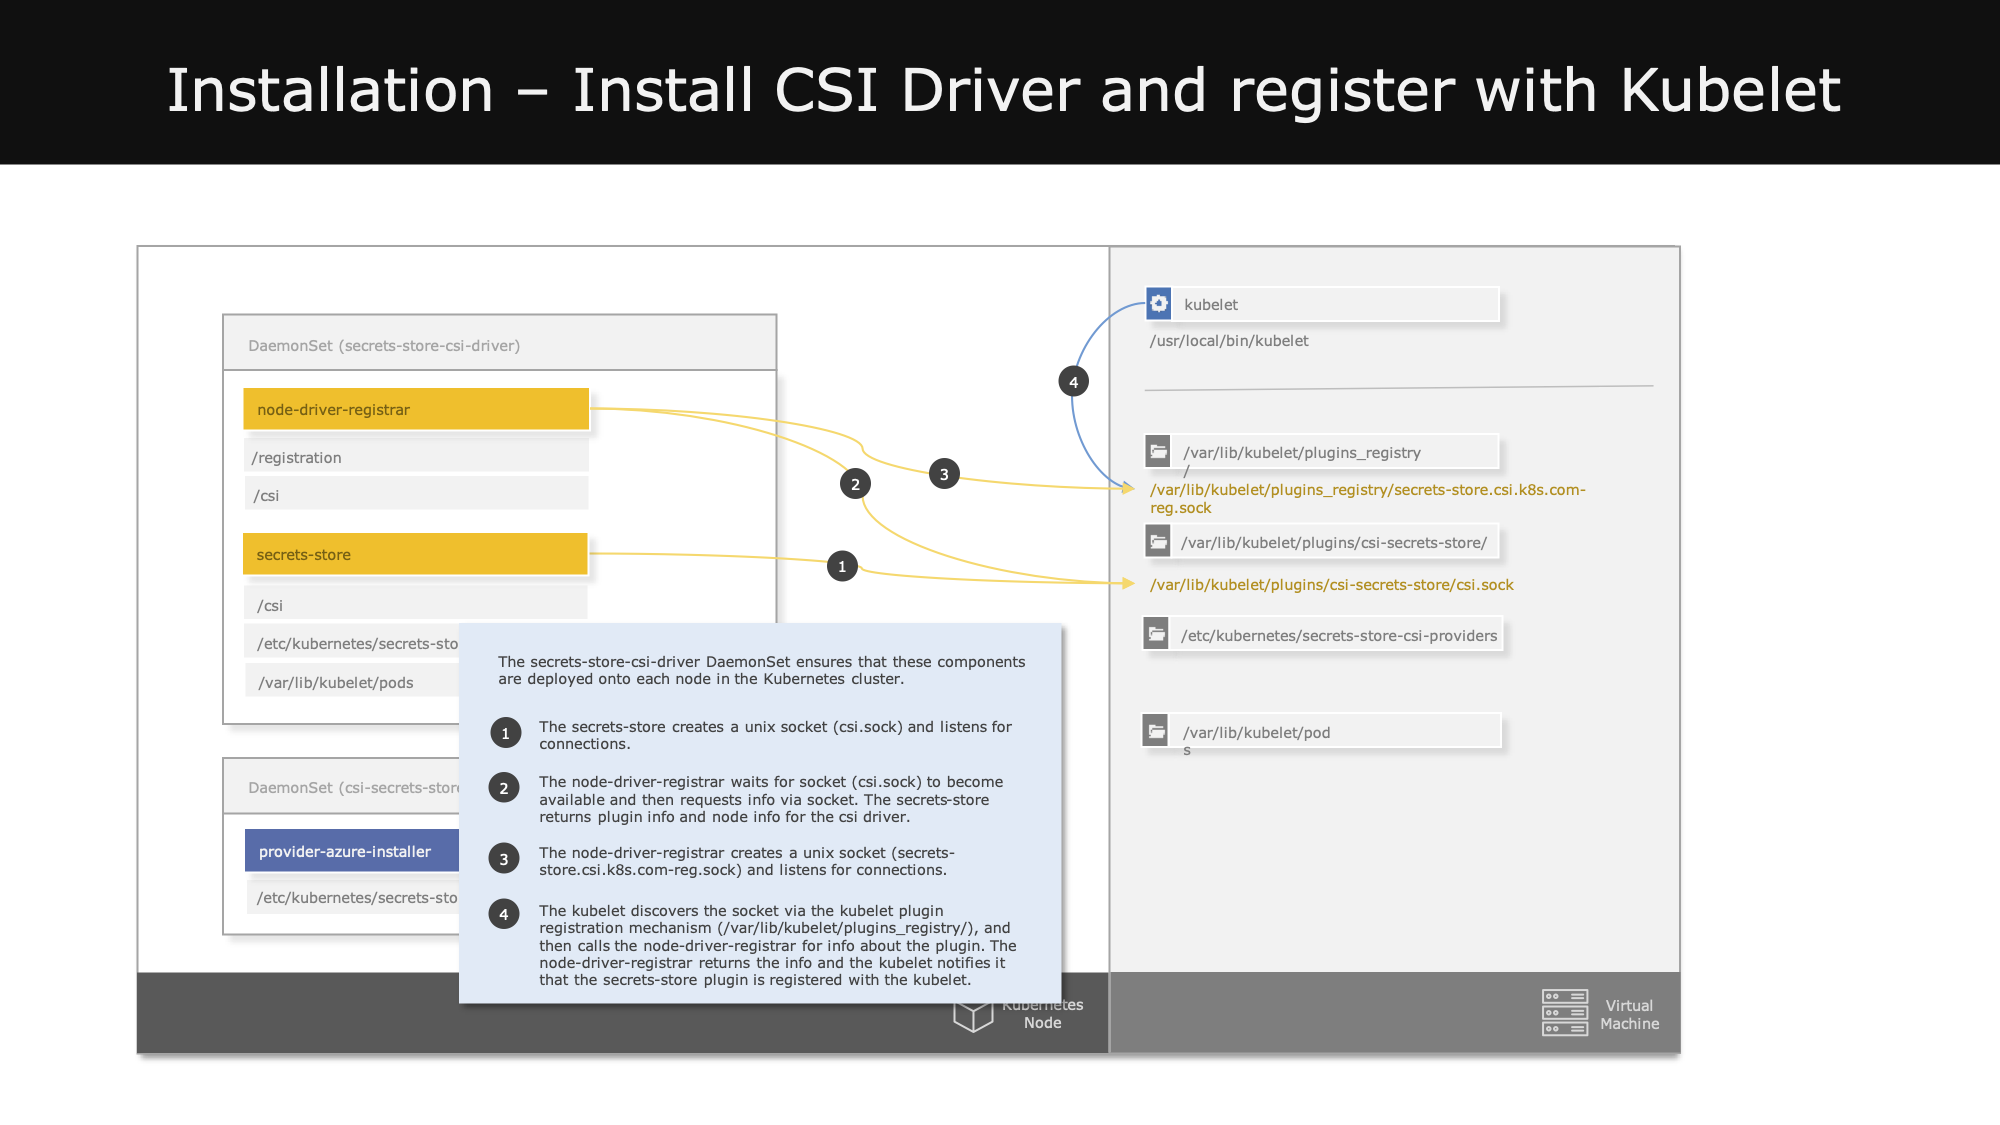 Installation – Install CSI Driver and register with Kubelet
DaemonSet (secrets-store-csi-driver)
node-driver-registrar
/registration
/csi
secrets-store
/csi
/etc/kubernetes/secrets-sto
/var/lib/kubelet/pods
DaemonSet (csi-secrets-store
provider-azure-installer
/etc/kubernetes/secrets-sto
1
2
3
4
The secrets-store-csi-driver DaemonSet ensures that these components
are deployed onto each node in the Kubernetes cluster.
1
The secrets-store creates a unix socket (csi.sock) and listens for
connections.
2
The node-driver-registrar waits for socket (csi.sock) to become
available and then requests info via socket. The secrets-store
returns plugin info and node info for the csi driver.
3
The node-driver-registrar creates a unix socket (secrets-
store.csi.k8s.com-reg.sock) and listens for connections.
4
The kubelet discovers the socket via the kubelet plugin
registration mechanism (/var/lib/kubelet/plugins_registry/), and
then calls the node-driver-registrar for info about the plugin. The
node-driver-registrar returns the info and the kubelet notifies it
that the secrets-store plugin is registered with the kubelet.
Kubernetes
Node
kubelet
/usr/local/bin/kubelet
/var/lib/kubelet/plugins_registry
/
/var/lib/kubelet/plugins_registry/secrets-store.csi.k8s.com-
reg.sock
/var/lib/kubelet/plugins/csi-secrets-store/
/var/lib/kubelet/plugins/csi-secrets-store/csi.sock
/etc/kubernetes/secrets-store-csi-providers
/var/lib/kubelet/pod
s
Virtual
Machine